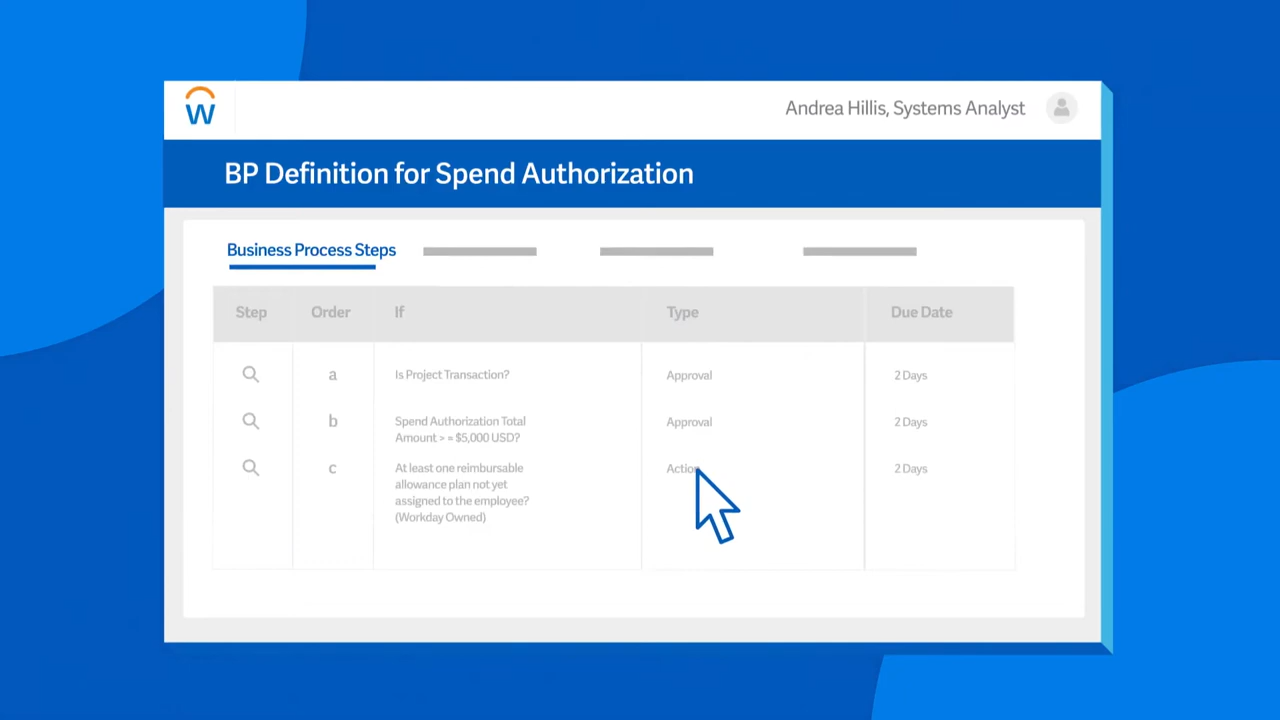 W
Andrea Hillis, Systems Analyst
BP Definition for Spend Authorization
Business Process Steps
Step Order If Type Due Date
a Is Project Transaction? Approval 2 Days
b Spend Authorization Total Approval 2 Days
Amount > = $5,000 USD?
c At least one reimbursable Action 2 Days
allowance plan not yet
assigned to the employee?
(Workday Owned)